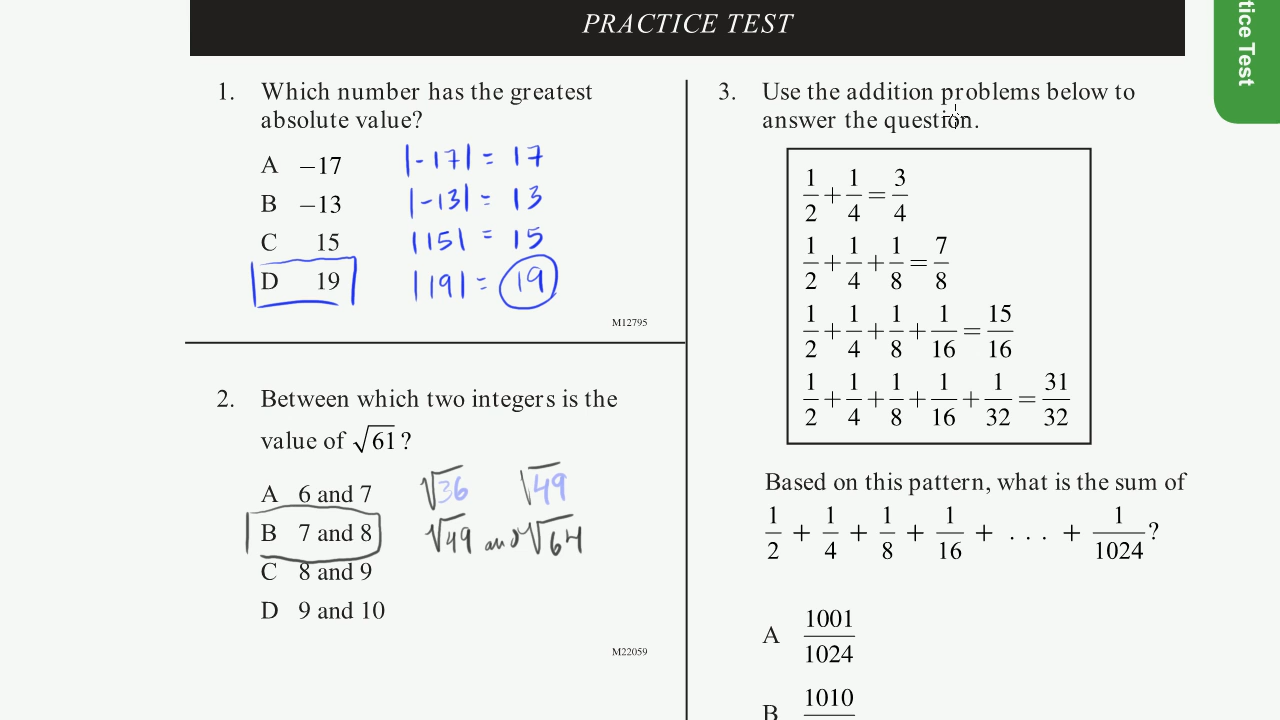 PRACTICE TEST
tice Test
1. Which number has the greatest
absolute value?
A −17 |-17| = 17
B −13 |-13| = 13
C 15 |15| = 15
D 19 |19| = 19
M12795
2. Between which two integers is the
value of √61?
A 6 and 7 √36 √49
B 7 and 8 √49 and √64
C 8 and 9
D 9 and 10
M22059
3. Use the addition problems below to
answer the question.
1/2 + 1/4 = 3/4
1/2 + 1/4 + 1/8 = 7/8
1/2 + 1/4 + 1/8 + 1/16 = 15/16
1/2 + 1/4 + 1/8 + 1/16 + 1/32 = 31/32
Based on this pattern, what is the sum of
1/2 + 1/4 + 1/8 + 1/16 + . . . + 1/1024?
A 1001/1024
B 1010